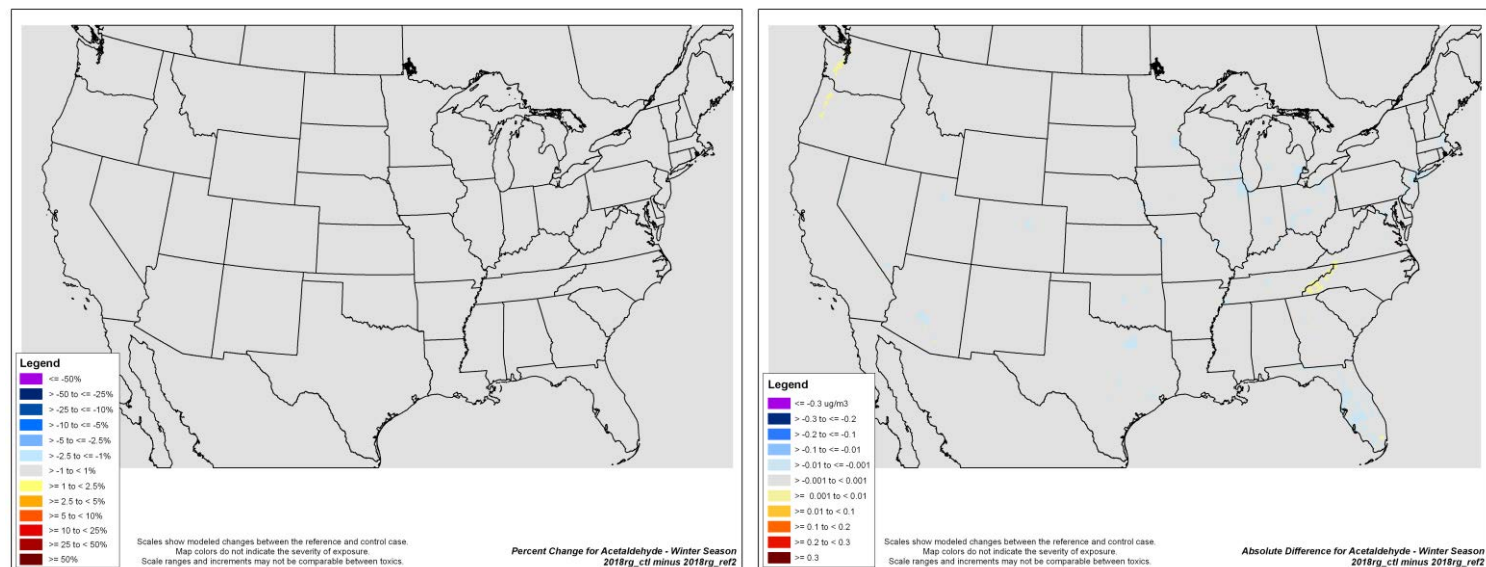 Legend
<= -50%
> -50 to <= -25%
> -25 to <= -10%
> -10 to <= -5%
> -5 to <= -2.5%
> -2.5 to <= -1%
> -1 to < 1%
>= 1 to < 2.5%
>= 2.5 to < 5%
>= 5 to < 10%
>= 10 to < 25%
>= 25 to < 50%
>= 50%
Scales show modeled changes between the reference and control case.
Map colors do not indicate the severity of exposure.
Scale ranges and increments may not be comparable between toxics.
Percent Change for Acetaldehyde - Winter Season
2018rg_ctl minus 2018rg_ref2
Legend
<= -0.3 ug/m3
> -0.3 to <= -0.2
> -0.2 to <= -0.1
> -0.1 to <= -0.01
> -0.01 to <= -0.001
> -0.001 to < 0.001
>= 0.001 to < 0.01
>= 0.01 to < 0.1
>= 0.1 to < 0.2
>= 0.2 to < 0.3
>= 0.3
Scales show modeled changes between the reference and control case.
Map colors do not indicate the severity of exposure.
Scale ranges and increments may not be comparable between toxics.
Absolute Difference for Acetaldehyde - Winter Season
2018rg_ctl minus 2018rg_ref2